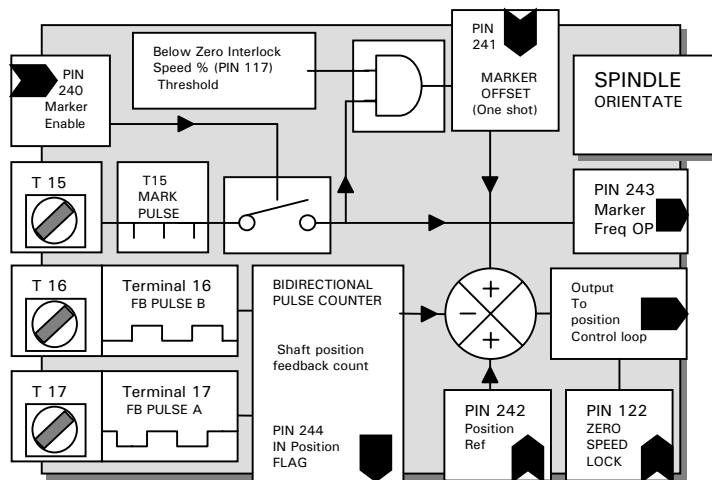 PIN
240
Marker
Enable
Below Zero Interlock
Speed % (PIN 117)
Threshold
PIN
241
MARKER
OFFSET
(One shot)
SPINDLE
ORIENTATE
T 15
T15
MARK
PULSE
PIN 243
Marker
Freq OP
T 16
Terminal 16
FB PULSE B
BIDIRECTIONAL
PULSE COUNTER
Shaft position
feedback count
PIN 244
IN Position
FLAG
+
−
+
Output
To
position
Control loop
T 17
Terminal 17
FB PULSE A
PIN 242
Position
Ref
PIN 122
ZERO
SPEED
LOCK